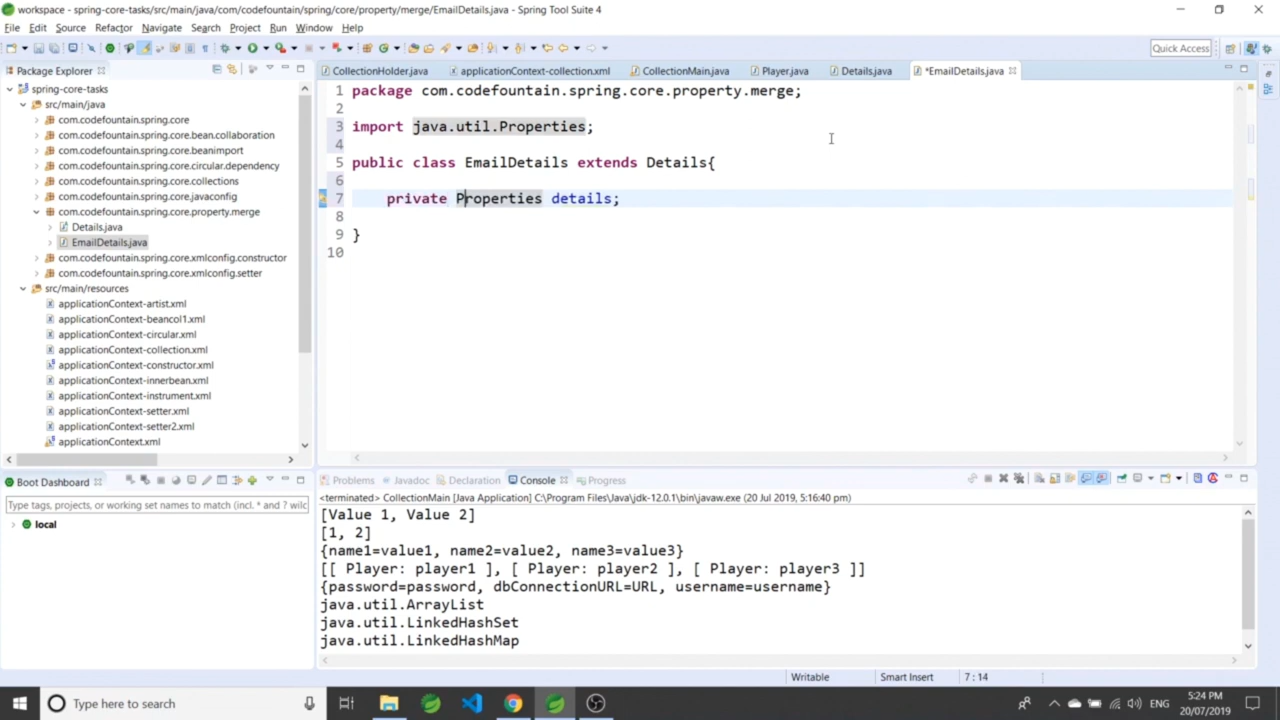 workspace - spring-core-tasks/src/main/java/com/codefountain/spring/core/property/merge/EmailDetails.java - Spring Tool Suite 4
File Edit Source Refactor Navigate Search Project Run Window Help
Quick Access
Package Explorer
spring-core-tasks
src/main/java
com.codefountain.spring.core
com.codefountain.spring.core.bean.collaboration
com.codefountain.spring.core.beanimport
com.codefountain.spring.core.circular.dependency
com.codefountain.spring.core.collections
com.codefountain.spring.core.javaconfig
com.codefountain.spring.core.property.merge
Details.java
EmailDetails.java
com.codefountain.spring.core.xmlconfig.constructor
com.codefountain.spring.core.xmlconfig.setter
src/main/resources
applicationContext-artist.xml
applicationContext-beancol1.xml
applicationContext-circular.xml
applicationContext-collection.xml
applicationContext-constructor.xml
applicationContext-innerbean.xml
applicationContext-instrument.xml
applicationContext-setter.xml
applicationContext-setter2.xml
applicationContext.xml
CollectionHolder.java applicationContext-collection.xml CollectionMain.java Player.java Details.java *EmailDetails.java
1 package com.codefountain.spring.core.property.merge;
2
3 import java.util.Properties;
4
5 public class EmailDetails extends Details{
6
7 private Properties details;
8
9 }
10
Boot Dashboard
Type tags, projects, or working set names to match (incl. * and ? wilc
local
Problems Javadoc Declaration Console Progress
<terminated> CollectionMain [Java Application] C:\Program Files\Java\jdk-12.0.1\bin\javaw.exe (20 Jul 2019, 5:16:40 pm)
[Value 1, Value 2]
[1, 2]
{name1=value1, name2=value2, name3=value3}
[[ Player: player1 ], [ Player: player2 ], [ Player: player3 ]]
{password=password, dbConnectionURL=URL, username=username}
java.util.ArrayList
java.util.LinkedHashSet
java.util.LinkedHashMap
Writable Smart Insert 7 : 14
Type here to search
ENG
5:24 PM
20/07/2019